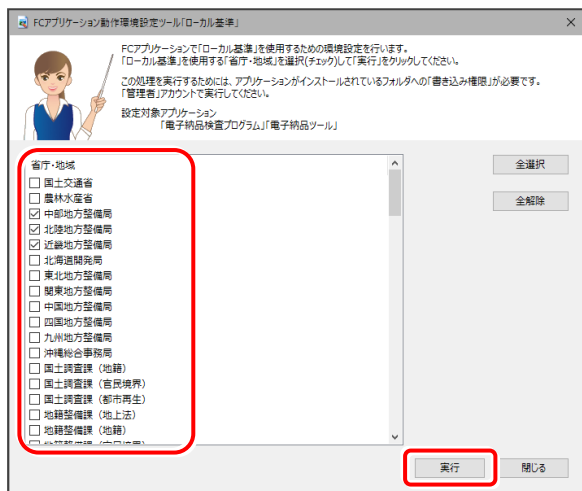 FCアプリケーション動作環境設定ツール「ローカル基準」
FCアプリケーションで「ローカル基準」を使用するための環境設定を行います。
「ローカル基準」を使用する「省庁・地域」を選択(チェック)して「実行」をクリックしてください。
この処理を実行するためには、アプリケーションがインストールされているフォルダへの「書き込み権限」が必要です。
「管理者」アカウントで実行してください。
設定対象アプリケーション
「電子納品検査プログラム」「電子納品ツール」
省庁・地域
国土交通省
農林水産省
中部地方整備局
北陸地方整備局
近畿地方整備局
北海道開発局
東北地方整備局
関東地方整備局
中国地方整備局
四国地方整備局
九州地方整備局
沖縄総合事務局
国土調査課（地籍）
国土調査課（官民境界）
国土調査課（都市再生）
地籍整備課（地上法）
地籍整備課（地籍）
全選択
全解除
実行
閉じる